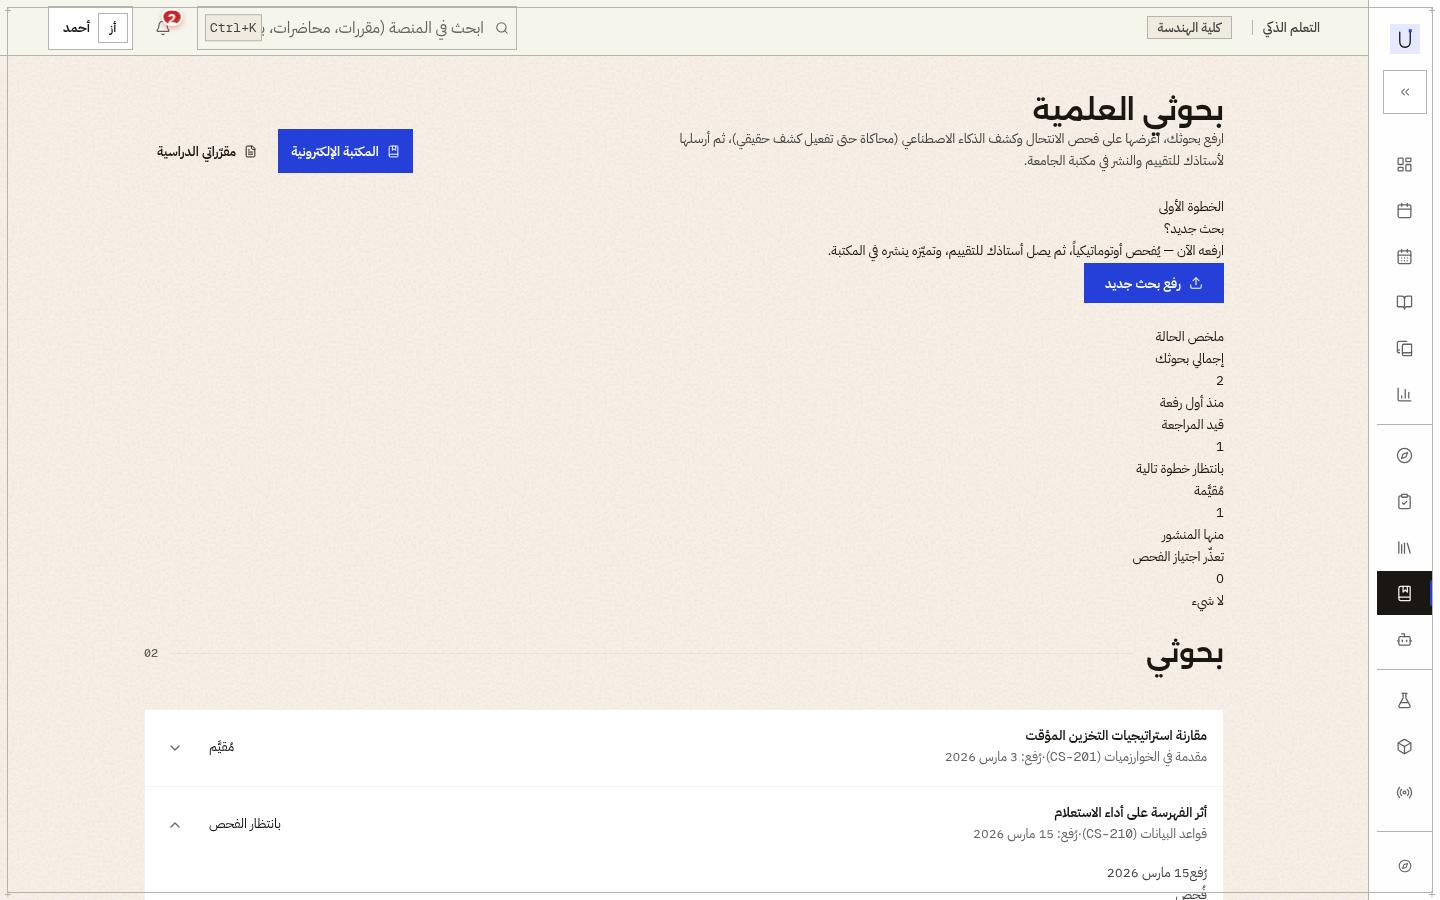 التعلم الذكي
كلية الهندسة
ابحث في المنصة (مقررات، محاضرات، ب
Ctrl+K
2
أز
أحمد
بحوثي العلمية
ارفع بحوثك، اعرضها على فحص الانتحال وكشف الذكاء الاصطناعي (محاكاة حتى تفعيل كشف حقيقي)، ثم أرسلها
لأستاذك للتقييم والنشر في مكتبة الجامعة.
المكتبة الإلكترونية
مقرّراتي الدراسية
الخطوة الأولى
بحث جديد؟
ارفعه الآن — يُفحص أوتوماتيكياً، ثم يصل أستاذك للتقييم، وتميّزه ينشره في المكتبة.
رفع بحث جديد
ملخص الحالة
إجمالي بحوثك
2
منذ أول رفعة
قيد المراجعة
1
بانتظار خطوة تالية
مُقيَّمة
1
منها المنشور
تعذّر اجتياز الفحص
0
لا شيء
بحوثي
02
مقارنة استراتيجيات التخزين المؤقت
مقدمة في الخوارزميات (CS-201)·رُفع: 3 مارس 2026
مُقيَّم
أثر الفهرسة على أداء الاستعلام
قواعد البيانات (CS-210)·رُفع: 15 مارس 2026
بانتظار الفحص
رُفع15 مارس 2026
فُحص